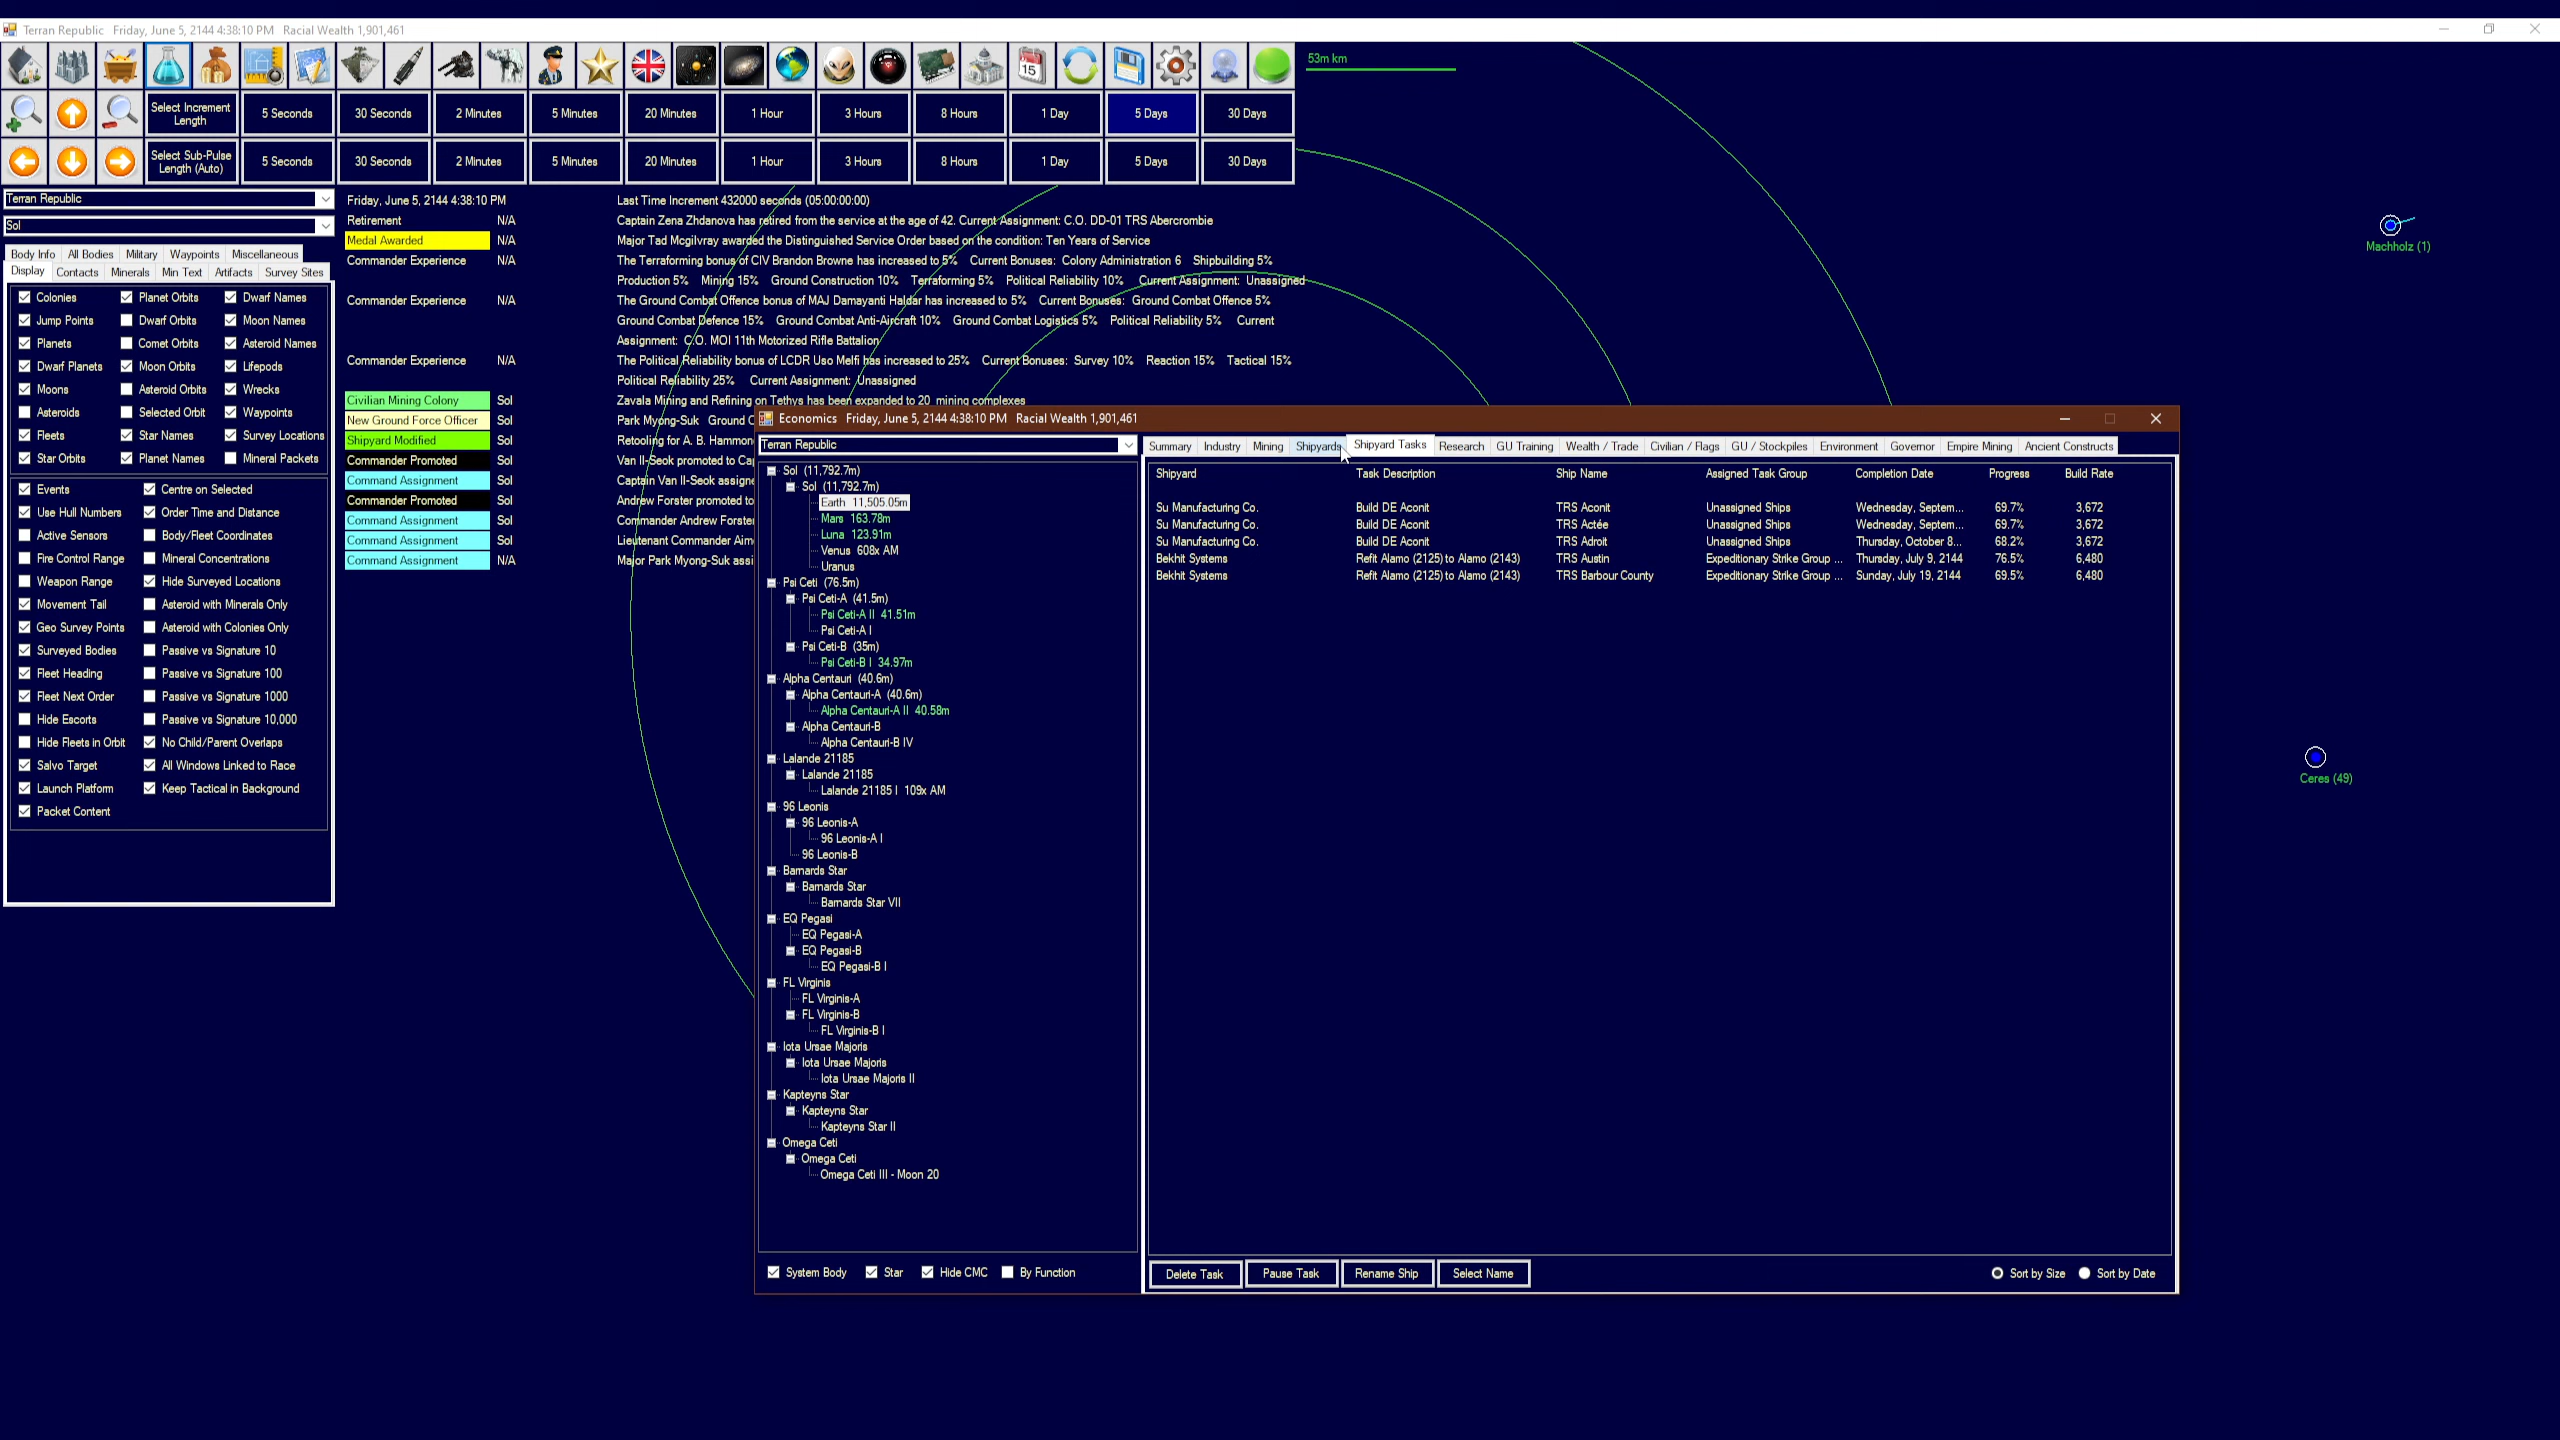 Terran Republic   Friday, June 5, 2144 4:38:10 PM   Racial Wealth 1,901,461
15
53m km
Select Increment Length
5 Seconds
30 Seconds
2 Minutes
5 Minutes
20 Minutes
1 Hour
3 Hours
8 Hours
1 Day
5 Days
30 Days
Select Sub-Pulse Length (Auto)
5 Seconds
30 Seconds
2 Minutes
5 Minutes
20 Minutes
1 Hour
3 Hours
8 Hours
1 Day
5 Days
30 Days
Terran Republic
Sol
Body Info   All Bodies   Military   Waypoints   Miscellaneous
Display   Contacts   Minerals   Min Text   Artifacts   Survey Sites
Colonies   Planet Orbits   Dwarf Names
Jump Points   Dwarf Orbits   Moon Names
Planets   Comet Orbits   Asteroid Names
Dwarf Planets   Moon Orbits   Lifepods
Moons   Asteroid Orbits   Wrecks
Asteroids   Selected Orbit   Waypoints
Fleets   Star Names   Survey Locations
Star Orbits   Planet Names   Mineral Packets
Events   Centre on Selected
Use Hull Numbers   Order Time and Distance
Active Sensors   Body/Fleet Coordinates
Fire Control Range   Mineral Concentrations
Weapon Range   Hide Surveyed Locations
Movement Tail   Asteroid with Minerals Only
Geo Survey Points   Asteroid with Colonies Only
Surveyed Bodies   Passive vs Signature 10
Fleet Heading   Passive vs Signature 100
Fleet Next Order   Passive vs Signature 1000
Hide Escorts   Passive vs Signature 10,000
Hide Fleets in Orbit   No Child/Parent Overlaps
Salvo Target   All Windows Linked to Race
Launch Platform   Keep Tactical in Background
Packet Content
Friday, June 5, 2144 4:38:10 PM   Last Time Increment 432000 seconds (05:00:00:00)
Retirement   N/A   Captain Zena Zhdanova has retired from the service at the age of 42. Current Assignment: C.O. DD-01 TRS Abercrombie
Medal Awarded   N/A   Major Tad Mcgilvray awarded the Distinguished Service Order based on the condition: Ten Years of Service
Commander Experience   N/A   The Terraforming bonus of CIV Brandon Browne has increased to 5%   Current Bonuses:   Colony Administration 6   Shipbuilding 5%
Production 5%   Mining 15%   Ground Construction 10%   Terraforming 5%   Political Reliability 10%   Current Assignment:  Unassigned
Commander Experience   N/A   The Ground Combat Offence bonus of MAJ Damayanti Haldar has increased to 5%   Current Bonuses:   Ground Combat Offence 5%
Ground Combat Defence 15%   Ground Combat Anti-Aircraft 10%   Ground Combat Logistics 5%   Political Reliability 5%   Current
Assignment:  C.O. MOI 11th Motorized Rifle Battalion
Commander Experience   N/A   The Political Reliability bonus of LCDR Uso Melfi has increased to 25%   Current Bonuses:   Survey 10%   Reaction 15%   Tactical 15%
Political Reliability 25%   Current Assignment:  Unassigned
Civilian Mining Colony   Sol   Zavala Mining and Refining on Tethys has been expanded to 20  mining complexes
New Ground Force Officer   Sol   Park Myong-Suk   Ground C
Shipyard Modified   Sol   Retooling for A. B. Hammon
Commander Promoted   Sol   Van Il-Seok promoted to Ca
Command Assignment   Sol   Captain Van Il-Seok assigne
Commander Promoted   Sol   Andrew Forster promoted to
Command Assignment   Sol   Commander Andrew Forste
Command Assignment   Sol   Lieutenant Commander Aim
Command Assignment   N/A   Major Park Myong-Suk assi
Economics   Friday, June 5, 2144 4:38:10 PM   Racial Wealth 1,901,461
Terran Republic
Summary   Industry   Mining   Shipyards   Shipyard Tasks   Research   GU Training   Wealth / Trade   Civilian / Flags   GU / Stockpiles   Environment   Governor   Empire Mining   Ancient Constructs
Sol  (11,792.7m)
Sol  (11,792.7m)
Earth  11,505.05m
Mars  163.78m
Luna  123.91m
Venus  608x AM
Uranus
Psi Ceti  (76.5m)
Psi Ceti-A  (41.5m)
Psi Ceti-A II  41.51m
Psi Ceti-A I
Psi Ceti-B  (35m)
Psi Ceti-B I  34.97m
Alpha Centauri  (40.6m)
Alpha Centauri-A  (40.6m)
Alpha Centauri-A II  40.58m
Alpha Centauri-B
Alpha Centauri-B IV
Lalande 21185
Lalande 21185
Lalande 21185 I  109x AM
96 Leonis
96 Leonis-A
96 Leonis-A I
96 Leonis-B
Barnards Star
Barnards Star
Barnards Star VII
EQ Pegasi
EQ Pegasi-A
EQ Pegasi-B
EQ Pegasi-B I
FL Virginis
FL Virginis-A
FL Virginis-B
FL Virginis-B I
Iota Ursae Majoris
Iota Ursae Majoris
Iota Ursae Majoris II
Kapteyns Star
Kapteyns Star
Kapteyns Star II
Omega Ceti
Omega Ceti
Omega Ceti III - Moon 20
System Body   Star   Hide CMC   By Function
Shipyard   Task Description   Ship Name   Assigned Task Group   Completion Date   Progress   Build Rate
Su Manufacturing Co.   Build DE Aconit   TRS Aconit   Unassigned Ships   Wednesday, Septem...   69.7%   3,672
Su Manufacturing Co.   Build DE Aconit   TRS Actée   Unassigned Ships   Wednesday, Septem...   69.7%   3,672
Su Manufacturing Co.   Build DE Aconit   TRS Adroit   Unassigned Ships   Thursday, October 8...   68.2%   3,672
Bekhit Systems   Refit Alamo (2125) to Alamo (2143)   TRS Austin   Expeditionary Strike Group ...   Thursday, July 9, 2144   76.5%   6,480
Bekhit Systems   Refit Alamo (2125) to Alamo (2143)   TRS Barbour County   Expeditionary Strike Group ...   Sunday, July 19, 2144   69.5%   6,480
Delete Task   Pause Task   Rename Ship   Select Name   Sort by Size   Sort by Date
Machholz (1)
Ceres (49)